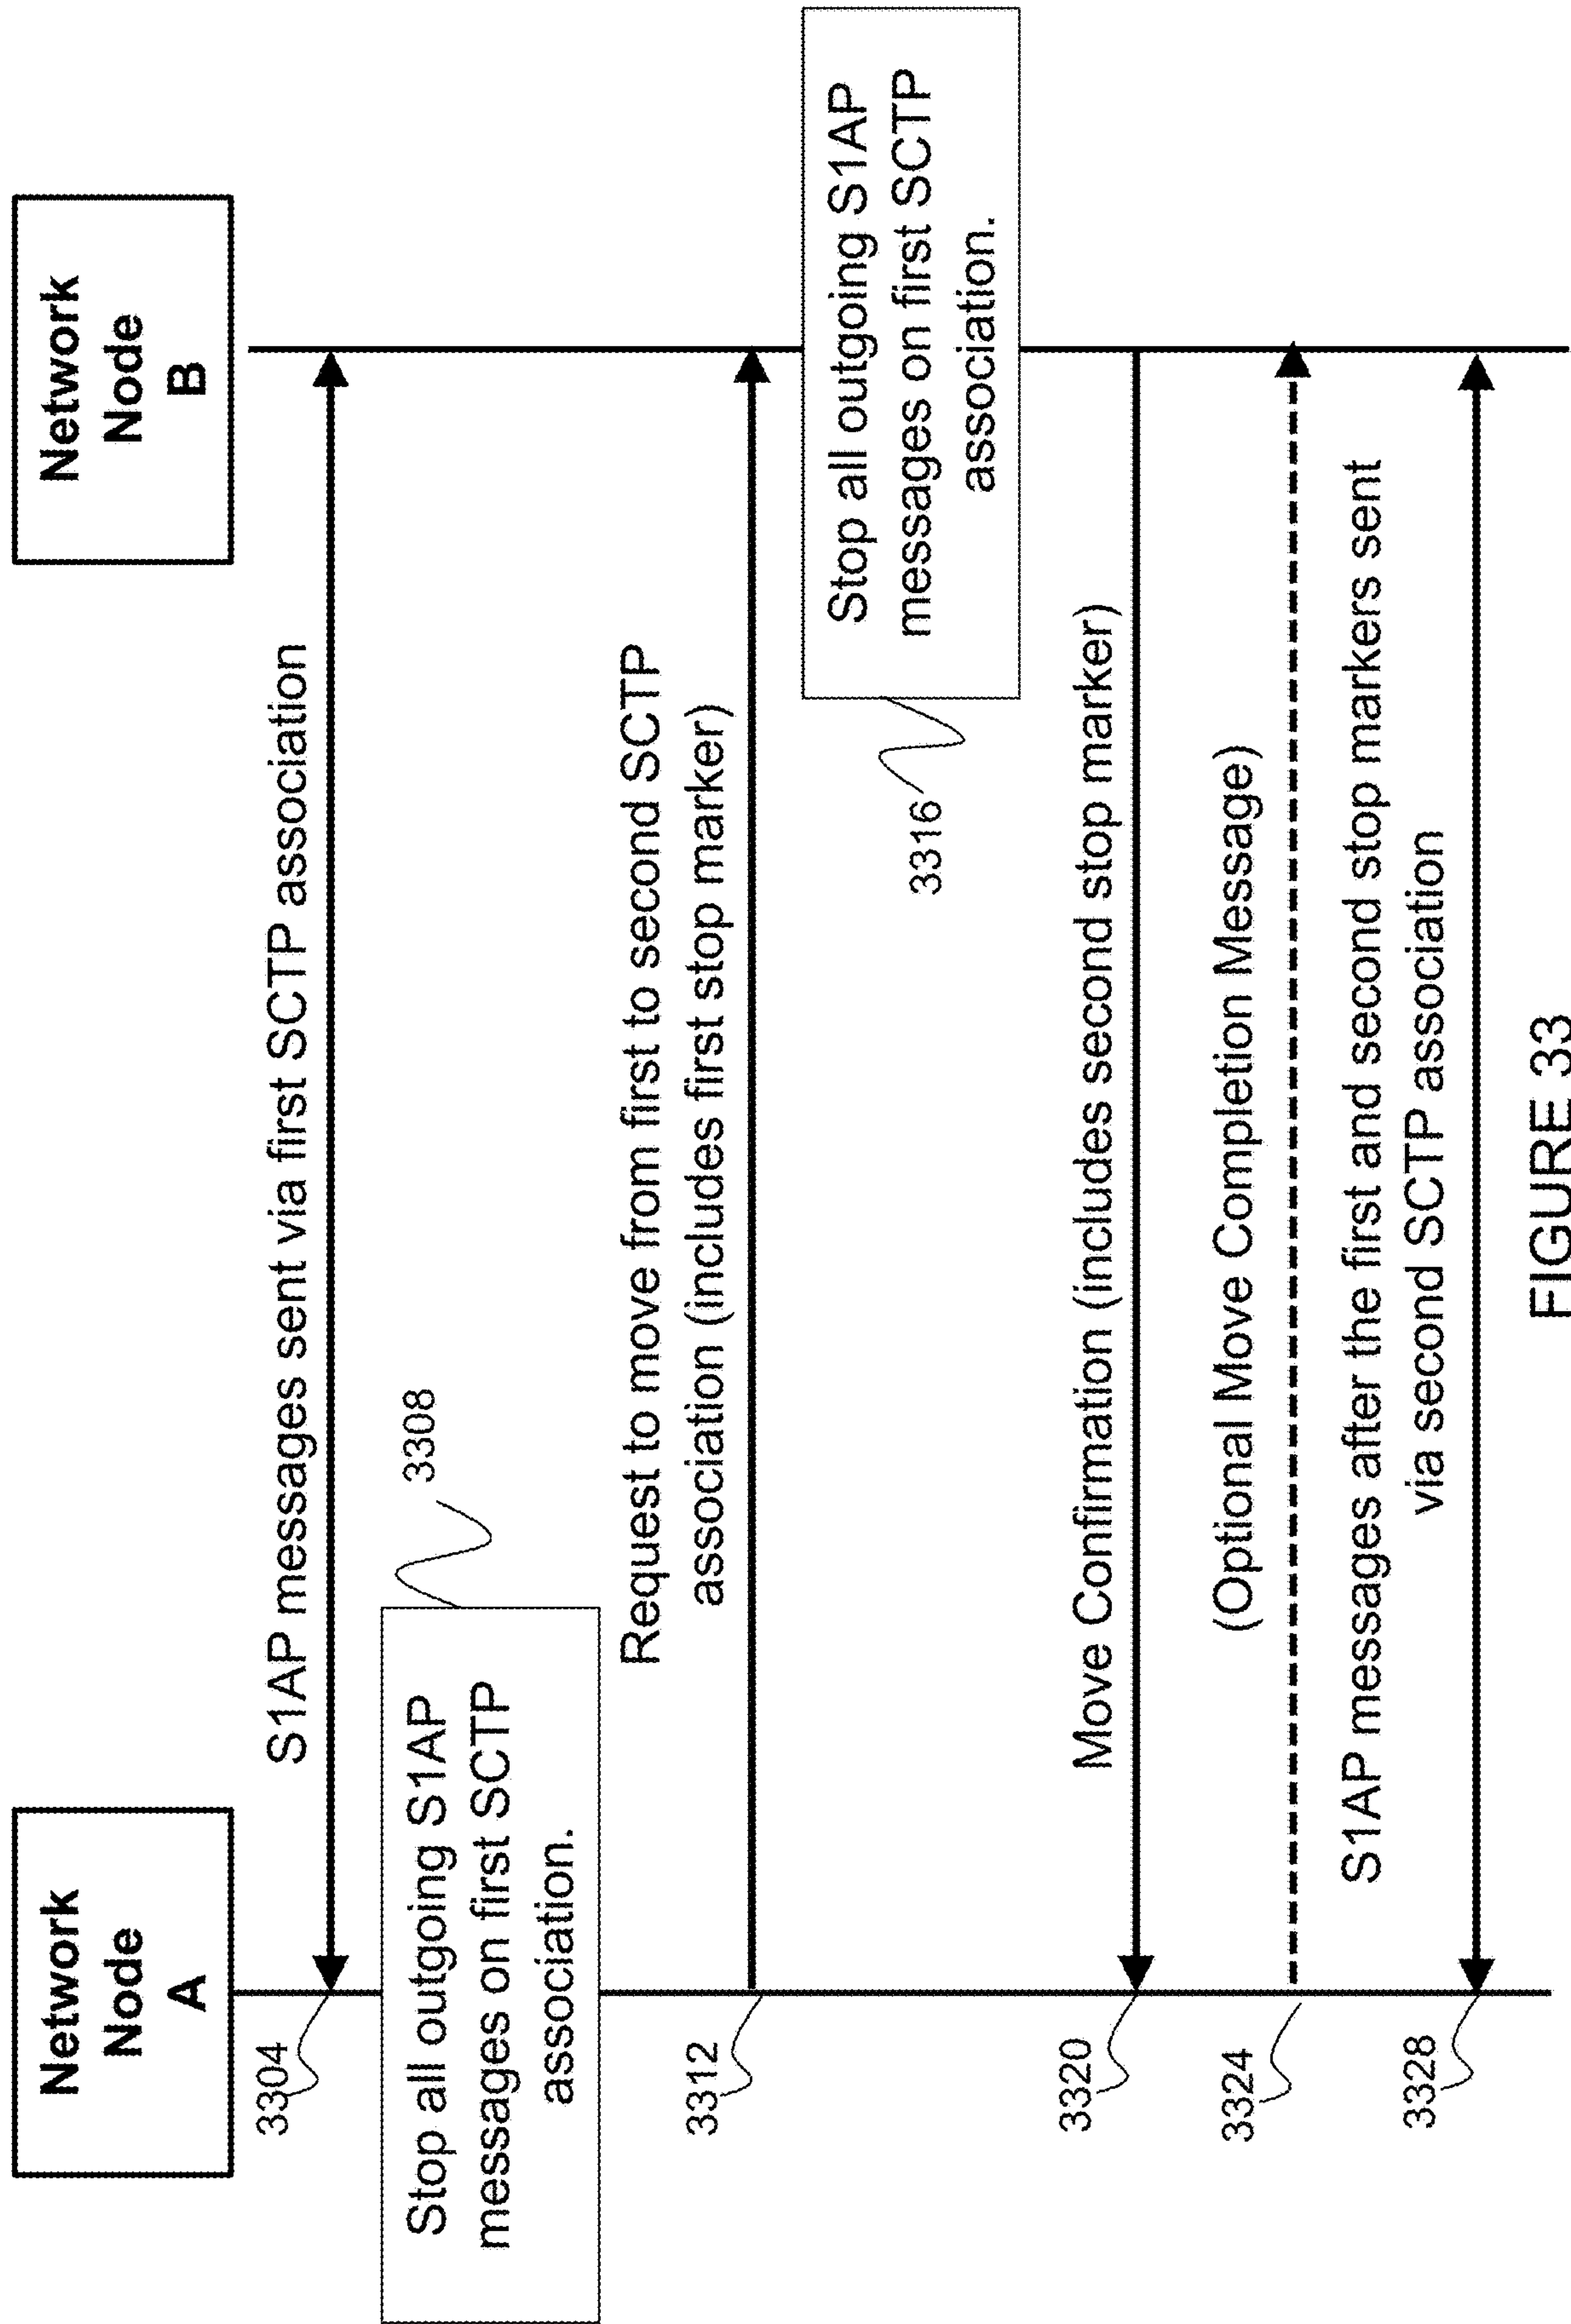 Network
Node
A
Network
Node
B
3304
S1AP messages sent via first SCTP association
Stop all outgoing S1AP
messages on first SCTP
association.
3308
3312
Request to move from first to second SCTP
association (includes first stop marker)
Stop all outgoing S1AP
messages on first SCTP
association.
3316
3320
Move Confirmation (includes second stop marker)
3324
(Optional Move Completion Message)
3328
S1AP messages after the first and second stop markers sent
via second SCTP association
FIGURE 33